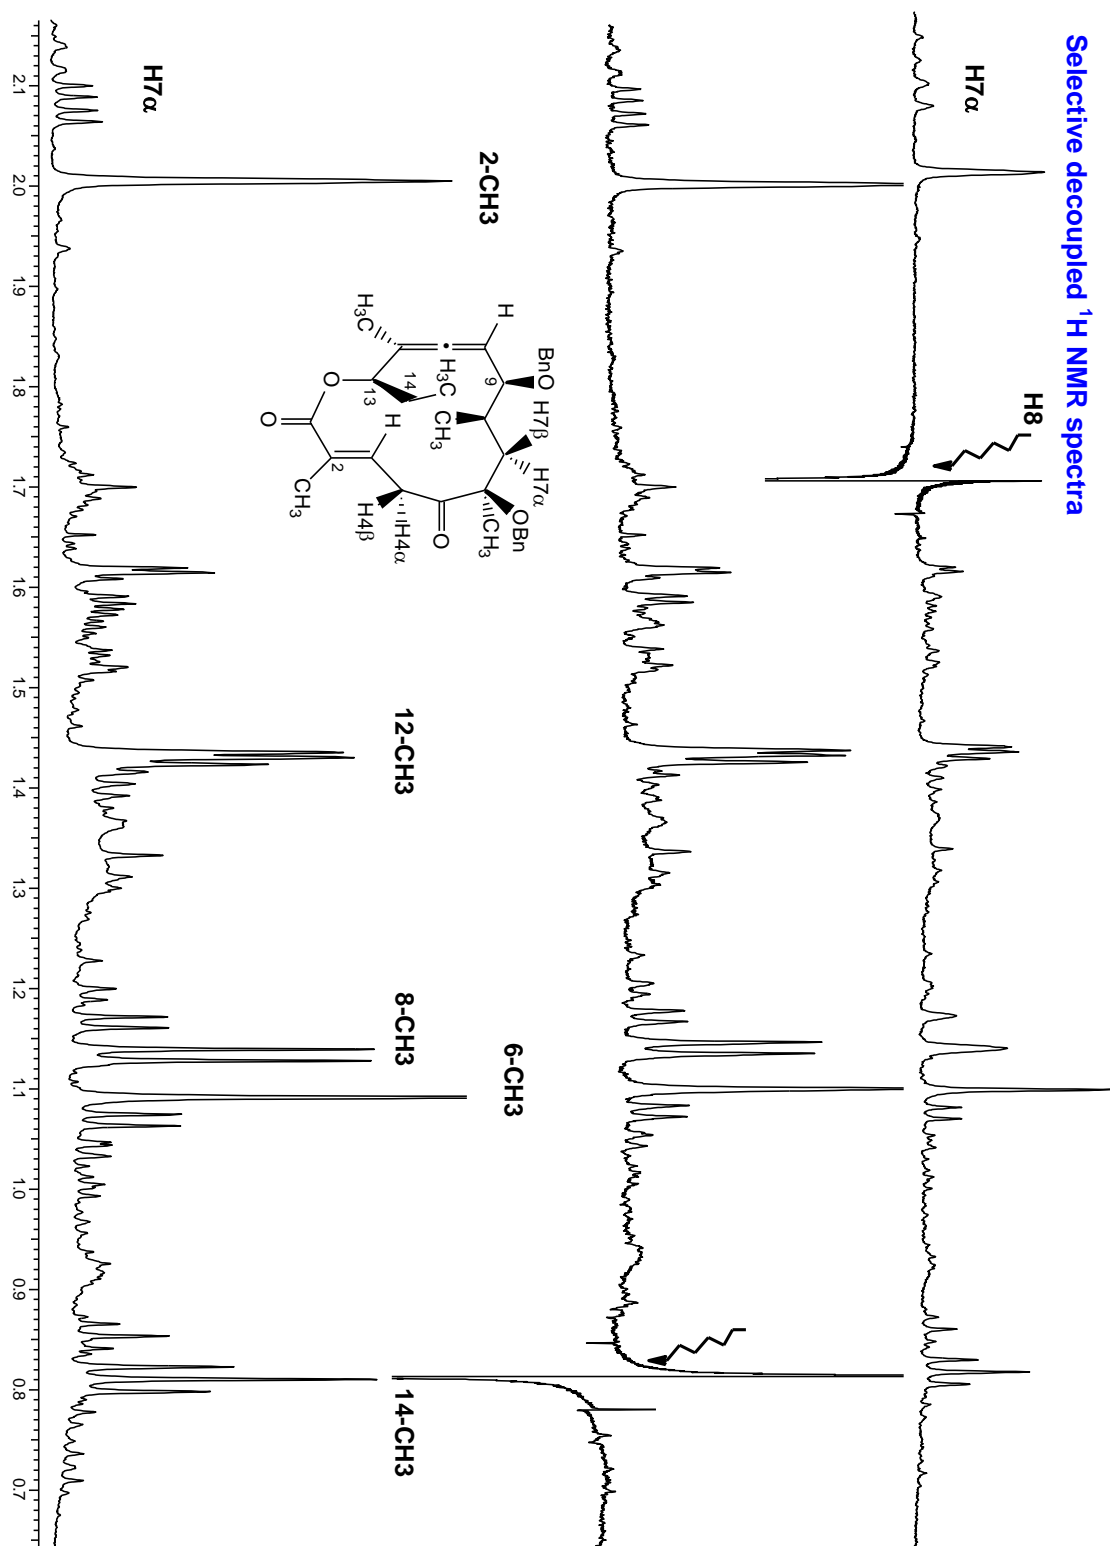 Selective decoupled ¹H NMR spectra
H7α
H8
2-CH3
12-CH3
8-CH3
6-CH3
14-CH3
H7α
BnO
H7β
H7α
OBn
H
9
CH₃
CH₃
H₃C
H₃C
14
13
H
O
O
O
2
CH₃
H4β
H4α
2.1 2.0 1.9 1.8 1.7 1.6 1.5 1.4 1.3 1.2 1.1 1.0 0.9 0.8 0.7